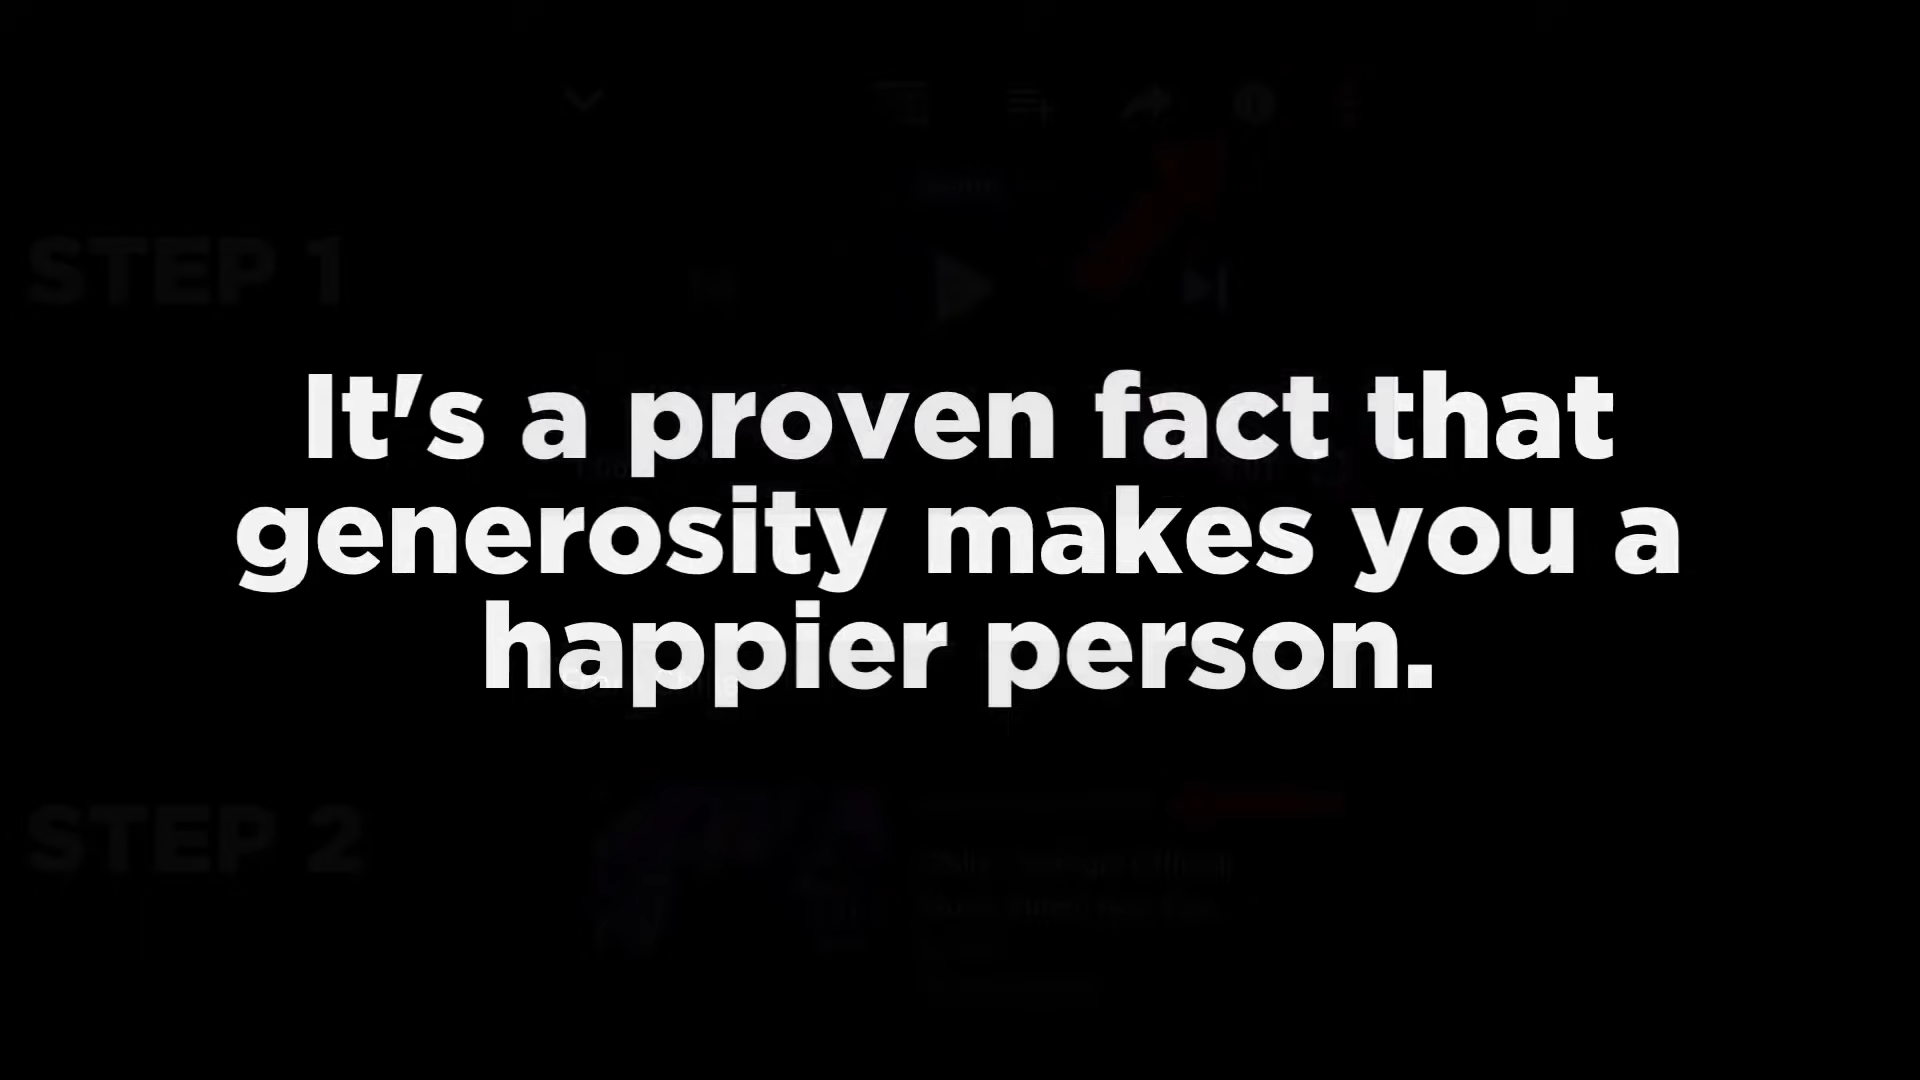 STEP 1
It's a proven fact that
generosity makes you a
happier person.
STEP 2